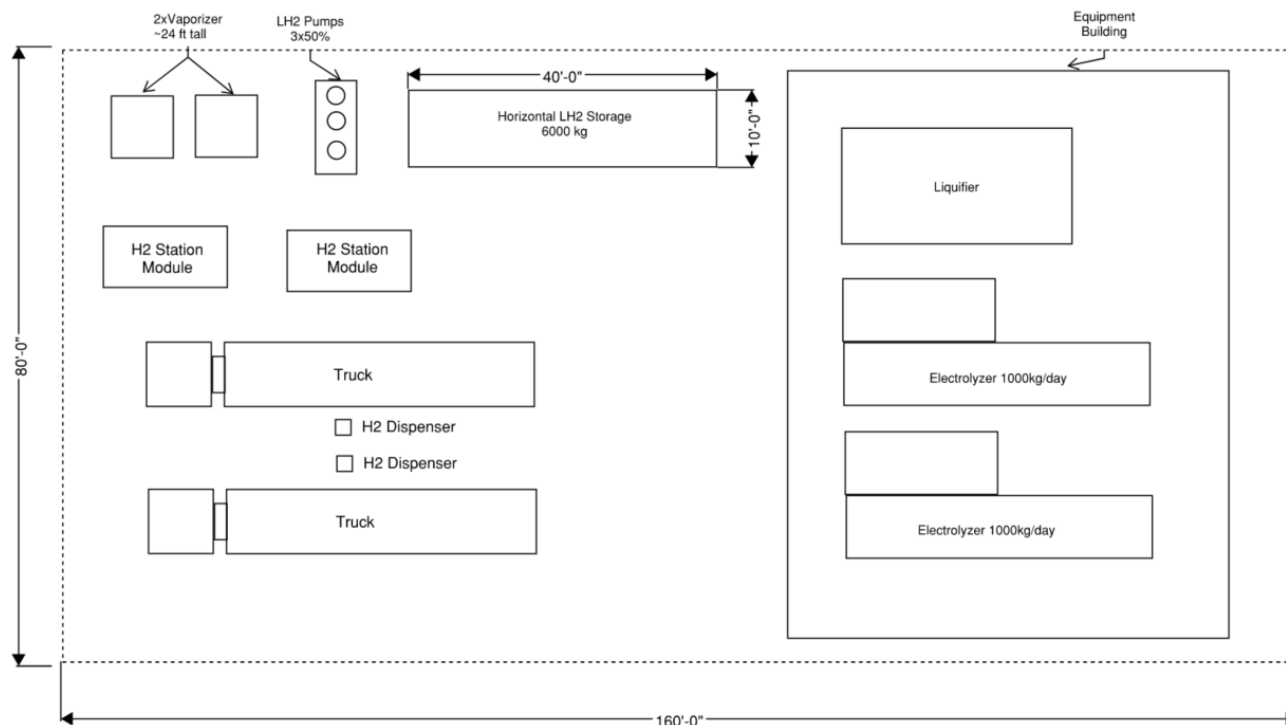 2xVaporizer
~24 ft tall
LH2 Pumps
3x50%
Equipment
Building
40'-0"
Horizontal LH2 Storage
6000 kg
10'-0"
Liquifier
H2 Station
Module
H2 Station
Module
80'-0"
Truck
Electrolyzer 1000kg/day
H2 Dispenser
H2 Dispenser
Truck
Electrolyzer 1000kg/day
160'-0"